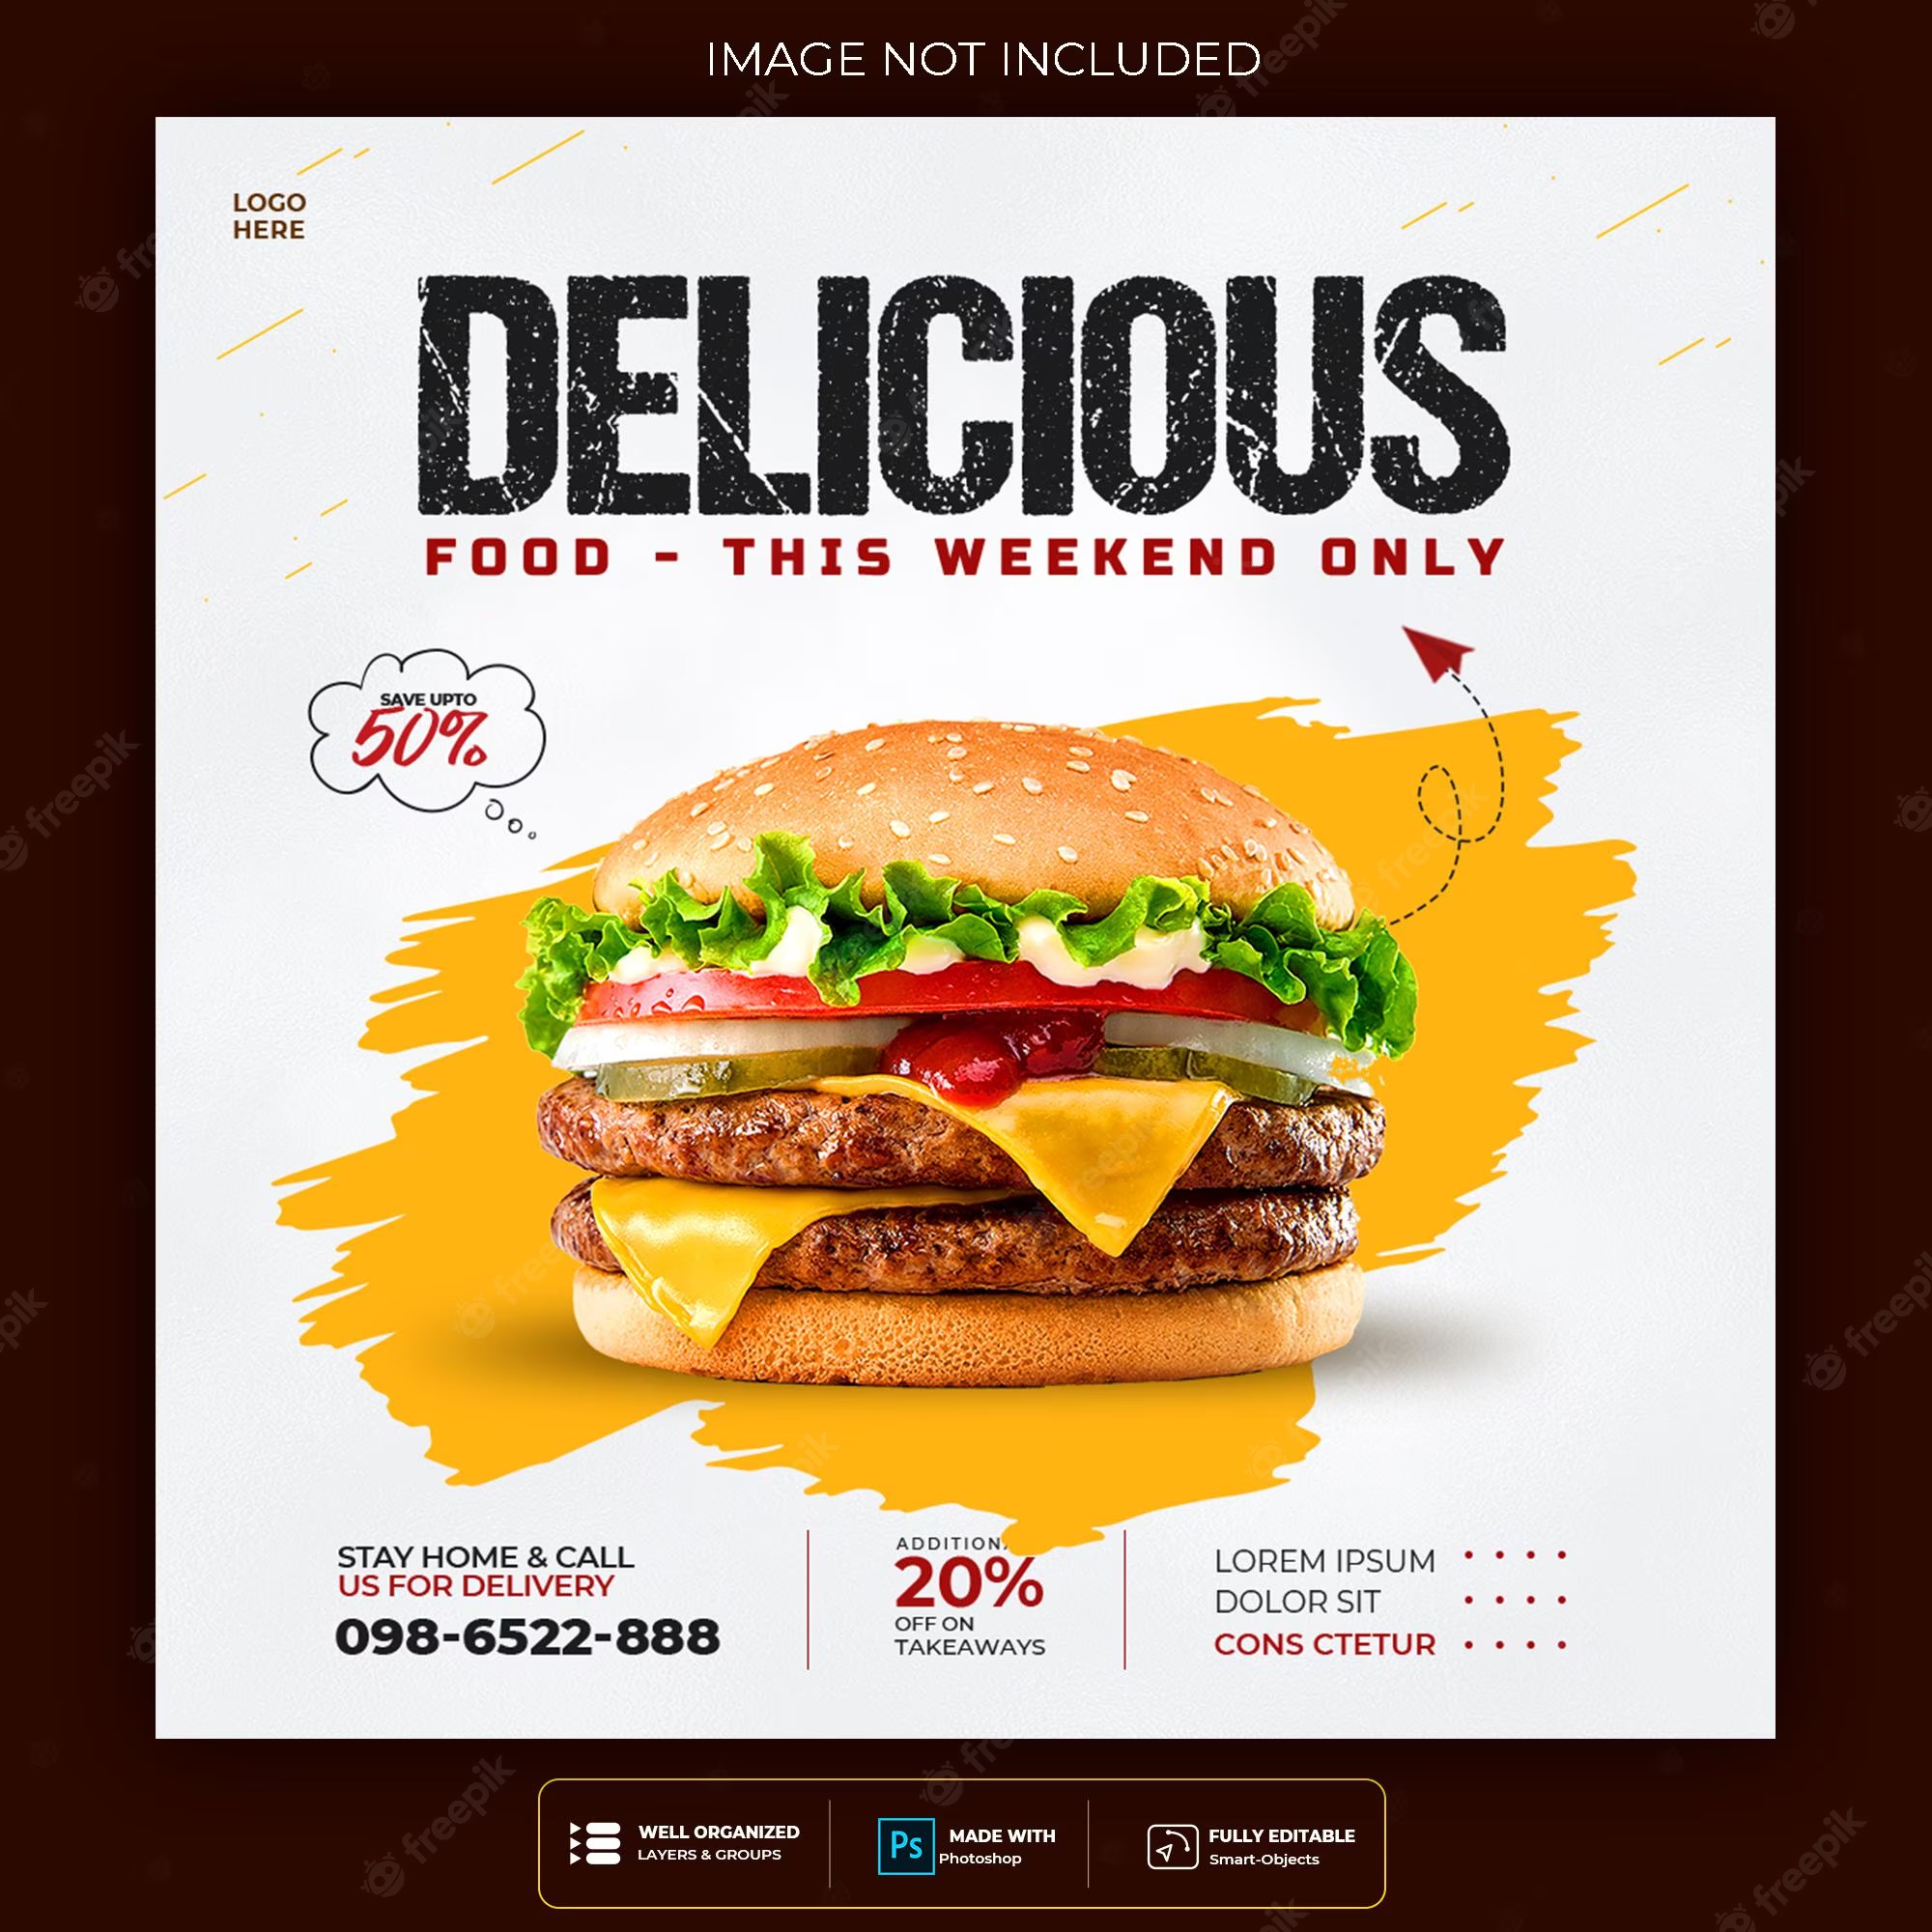 IMAGE NOT INCLUDED
LOGO
HERE
DELICIOUS
FOOD - THIS WEEKEND ONLY
SAVE UPTO
50%
STAY HOME & CALL
US FOR DELIVERY
098-6522-888
20%
OFF ON
TAKEAWAYS
LOREM IPSUM
DOLOR SIT
CONS CTETUR
WELL ORGANIZED
LAYERS & GROUPS
Ps
MADE WITH
Photoshop
FULLY EDITABLE
Smart-Objects
freepik